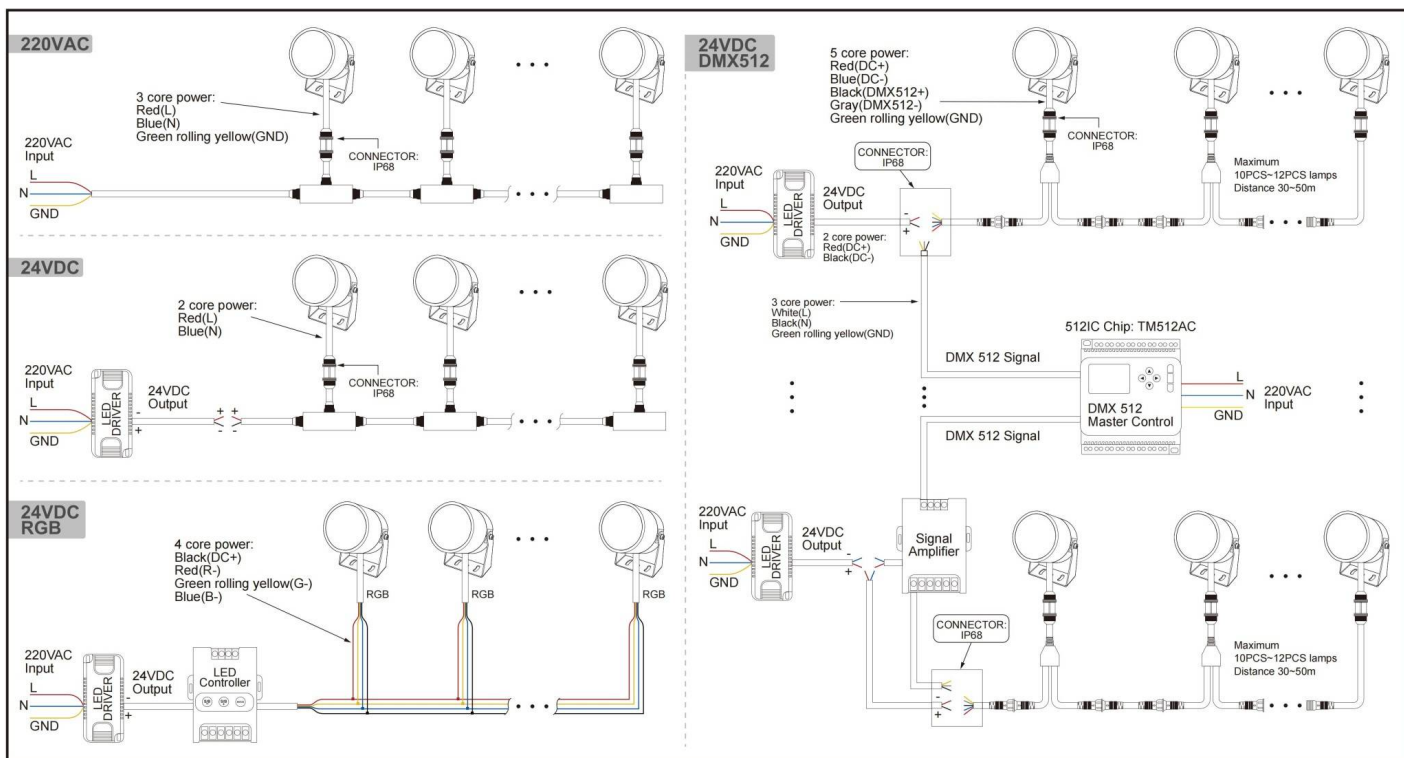 220VAC
3 core power:
Red(L)
Blue(N)
Green rolling yellow(GND)
CONNECTOR:
IP68
220VAC
Input
L
N
GND
24VDC
2 core power:
Red(L)
Blue(N)
CONNECTOR:
IP68
220VAC
Input
L
N
GND
LED
DRIVER
24VDC
Output
-
+
+
-
+
-
24VDC
RGB
4 core power:
Black(DC+)
Red(R-)
Green rolling yellow(G-)
Blue(B-)
RGB
RGB
RGB
220VAC
Input
L
N
GND
LED
DRIVER
24VDC
Output
-
+
LED
Controller
24VDC
DMX512
5 core power:
Red(DC+)
Blue(DC-)
Black(DMX512+)
Gray(DMX512-)
Green rolling yellow(GND)
CONNECTOR:
IP68
CONNECTOR:
IP68
Maximum
10PCS~12PCS lamps
Distance 30~50m
220VAC
Input
L
N
GND
LED
DRIVER
24VDC
Output
-
+
2 core power:
Red(DC+)
Black(DC-)
3 core power:
White(L)
Black(N)
Green rolling yellow(GND)
512IC Chip: TM512AC
DMX 512 Signal
DMX 512
Master Control
L
N
GND
220VAC
Input
DMX 512 Signal
220VAC
Input
L
N
GND
LED
DRIVER
24VDC
Output
-
+
Signal
Amplifier
CONNECTOR:
IP68
-
+
Maximum
10PCS~12PCS lamps
Distance 30~50m